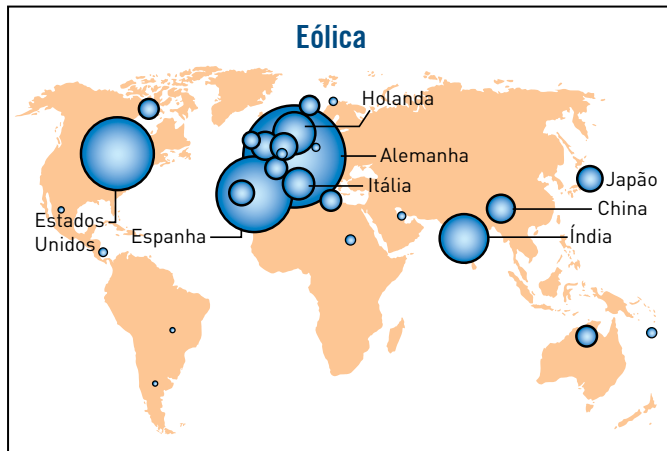 Eólica
Holanda
Alemanha
Itália
Japão
China
Estados
Unidos
Espanha
Índia